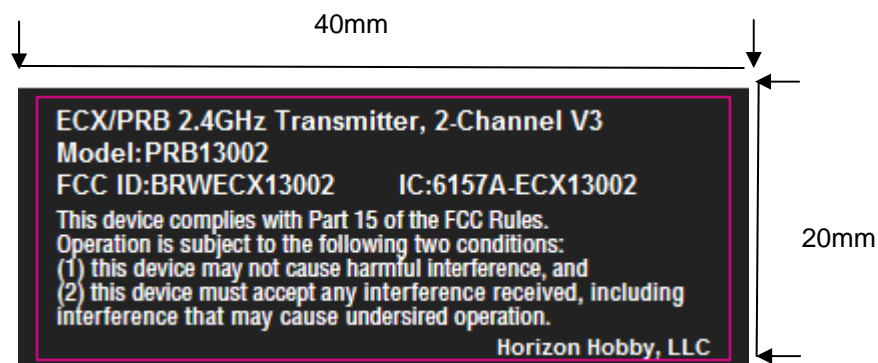 40mm
ECX/PRB 2.4GHz Transmitter, 2-Channel V3
Model:PRB13002
FCC ID:BRWECX13002 IC:6157A-ECX13002
This device complies with Part 15 of the FCC Rules.
Operation is subject to the following two conditions:
(1) this device may not cause harmful interference, and
(2) this device must accept any interference received, including
interference that may cause undersired operation.
Horizon Hobby, LLC
20mm